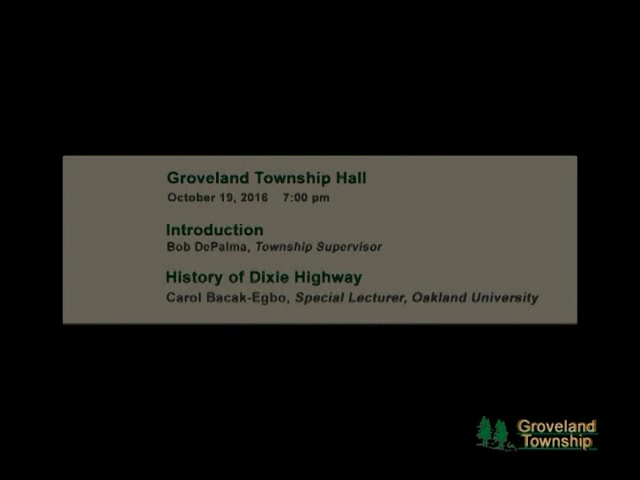 Groveland Township Hall
October 19, 2016 7:00 pm
Introduction
Bob DePalma, Township Supervisor
History of Dixie Highway
Carol Bacak-Egbo, Special Lecturer, Oakland University
Groveland
Township